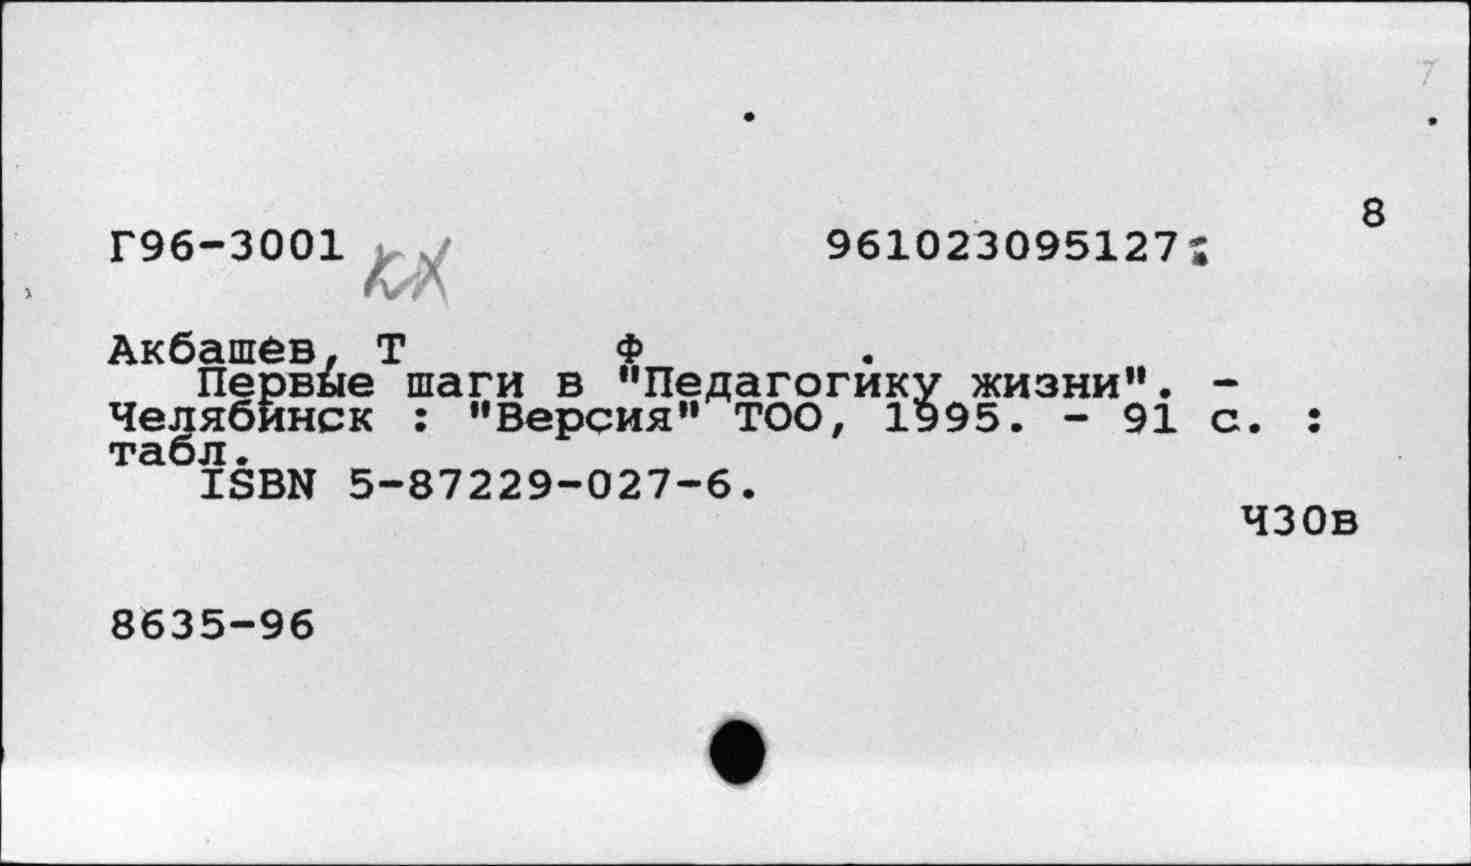 8
Г96-3001 КХ 961023095127;
Акбашев, Т Ф .
Первые шаги в "Педагогику жизни". -
Челябинск : "Версия" ТОО, 1995. - 91 с. :
табл.
ISBN 5-87229-027-6.
ЧЗОВ
8635-96